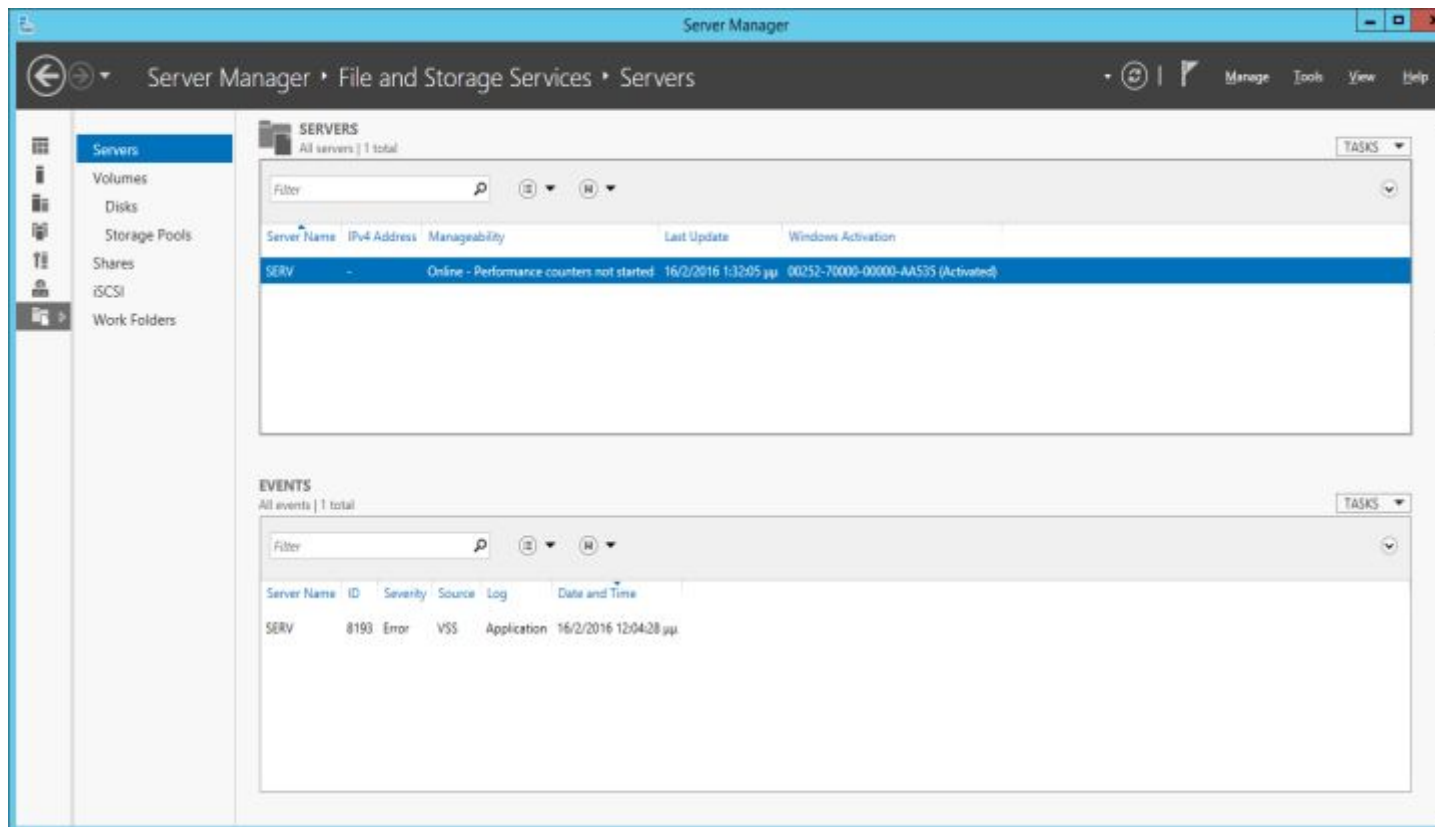 Server Manager
Server Manager • File and Storage Services • Servers
Manage Tools View Help
Servers
Volumes
Disks
Storage Pools
Shares
iSCSI
Work Folders
SERVERS
All servers | 1 total
TASKS
Filter
Server Name IPv4 Address Manageability Last Update Windows Activation
SERV - Online - Performance counters not started 16/2/2016 1:32:05 μμ 00252-70000-00000-AA535 (Activated)
EVENTS
All events | 1 total
TASKS
Filter
Server Name ID Severity Source Log Date and Time
SERV 8193 Error VSS Application 16/2/2016 12:04:28 μμ